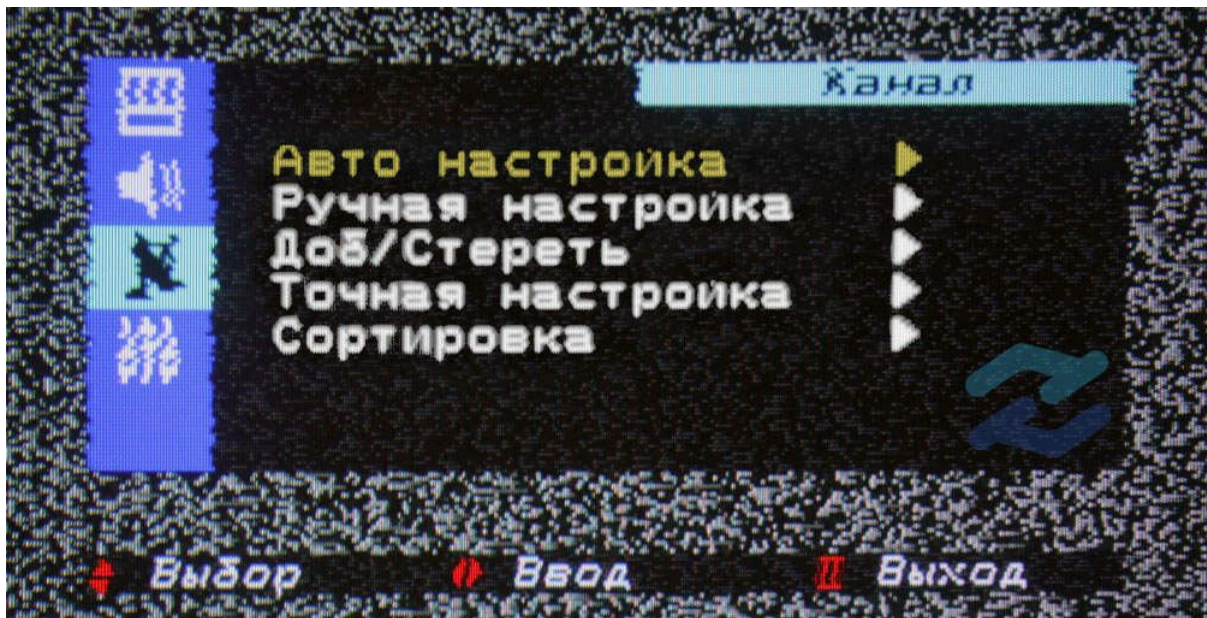 Канал
Авто настройка
Ручная настройка
Доб/Стереть
Точная настройка
Сортировка
Выбор Ввод Выход